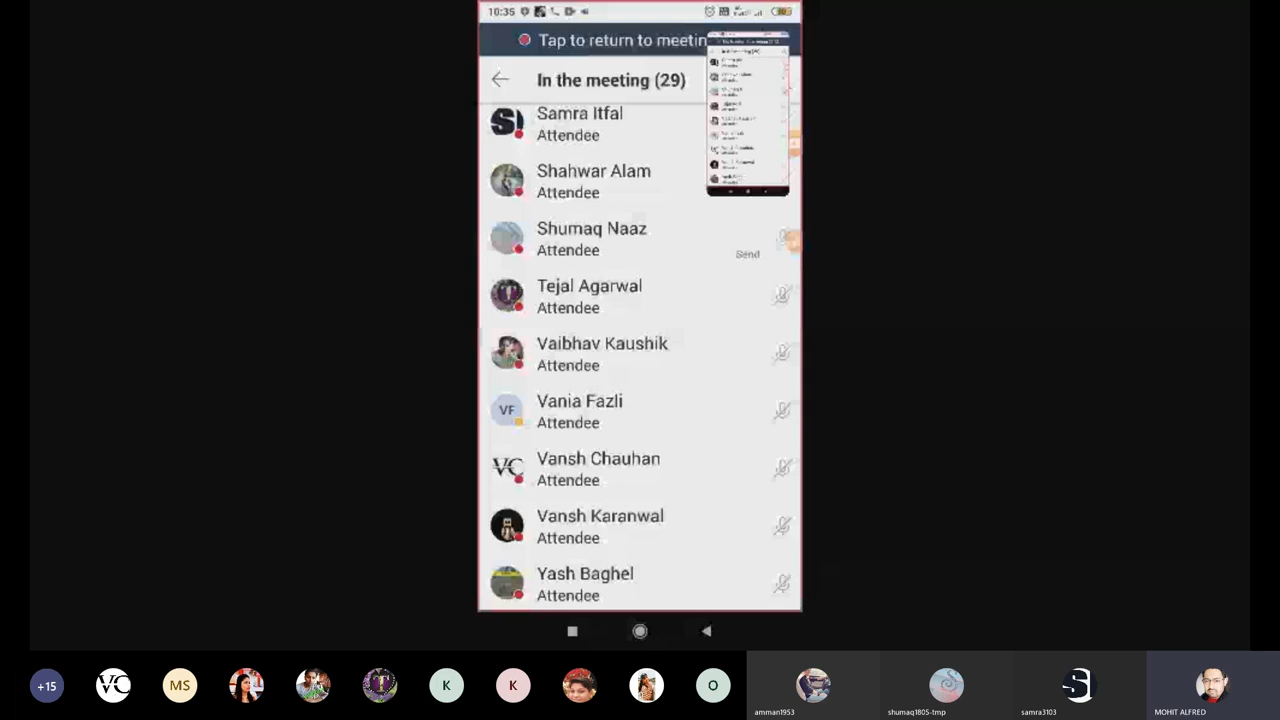 10:35
Tap to return to meetin
In the meeting (29)
Samra Itfal
Attendee
Shahwar Alam
Attendee
Shumaq Naaz
Attendee
Send
Tejal Agarwal
Attendee
Vaibhav Kaushik
Attendee
VF
Vania Fazli
Attendee
VC
Vansh Chauhan
Attendee
Vansh Karanwal
Attendee
Yash Baghel
Attendee
+15
VC
MS
T
K
K
O
S
amman1953
shumaq1805-tmp
samra3103
MOHIT ALFRED